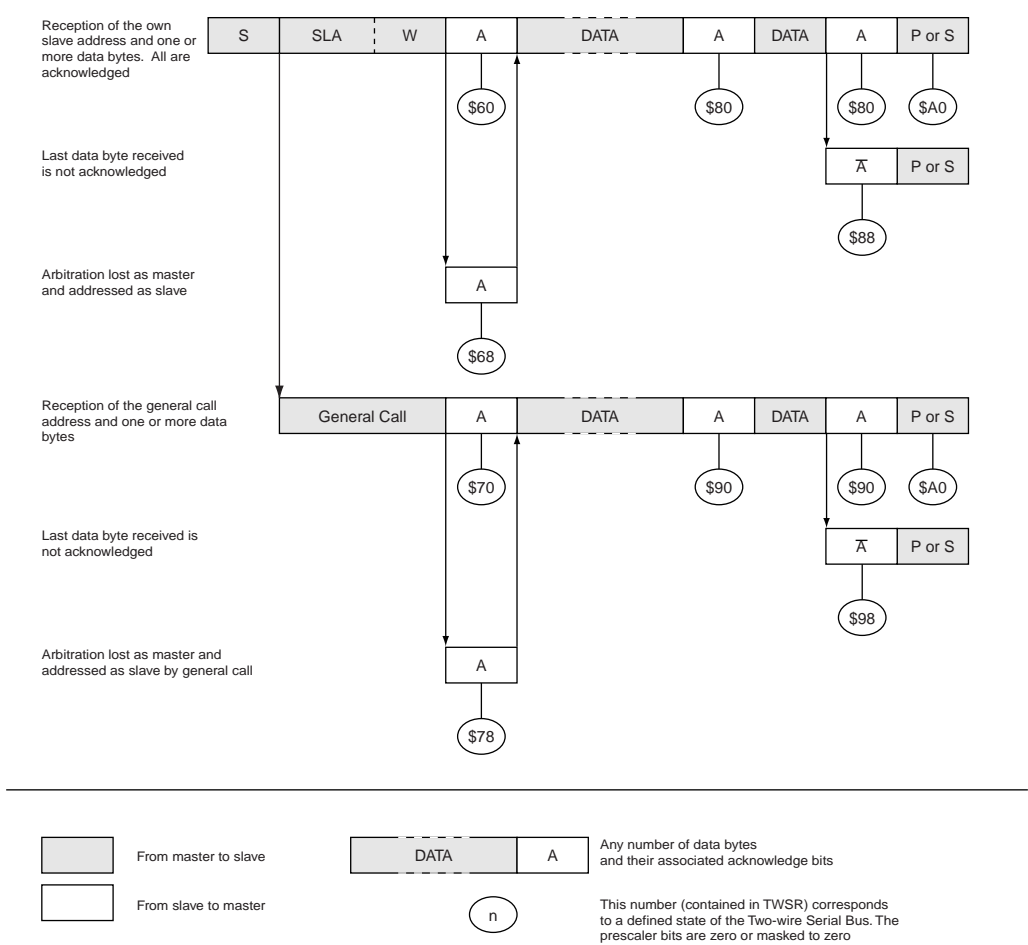 Reception of the own
slave address and one or
more data bytes.  All are
acknowledged
S SLA W A DATA A DATA A P or S
$60 $80 $80 $A0
Last data byte received
is not acknowledged
A̅ P or S
$88
Arbitration lost as master
and addressed as slave
A
$68
Reception of the general call
address and one or more data
bytes
General Call A DATA A DATA A P or S
$70 $90 $90 $A0
Last data byte received is
not acknowledged
A̅ P or S
$98
Arbitration lost as master and
addressed as slave by general call
A
$78
From master to slave
DATA A
Any number of data bytes
and their associated acknowledge bits
From slave to master
n
This number (contained in TWSR) corresponds
to a defined state of the Two-wire Serial Bus. The
prescaler bits are zero or masked to zero